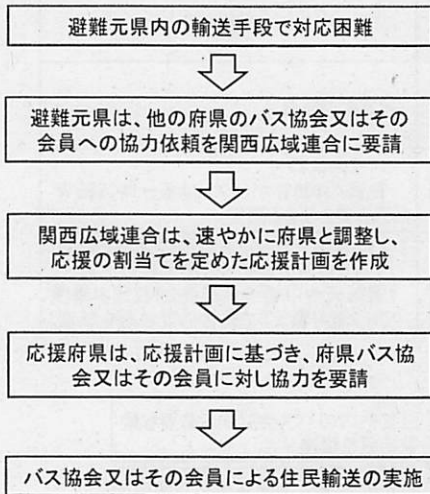 避難元県内の輸送手段で対応困難
避難元県は、他の府県のバス協会又はその
会員への協力依頼を関西広域連合に要請
関西広域連合は、速やかに府県と調整し、
応援の割当てを定めた応援計画を作成
応援府県は、応援計画に基づき、府県バス協
会又はその会員に対し協力を要請
バス協会又はその会員による住民輸送の実施